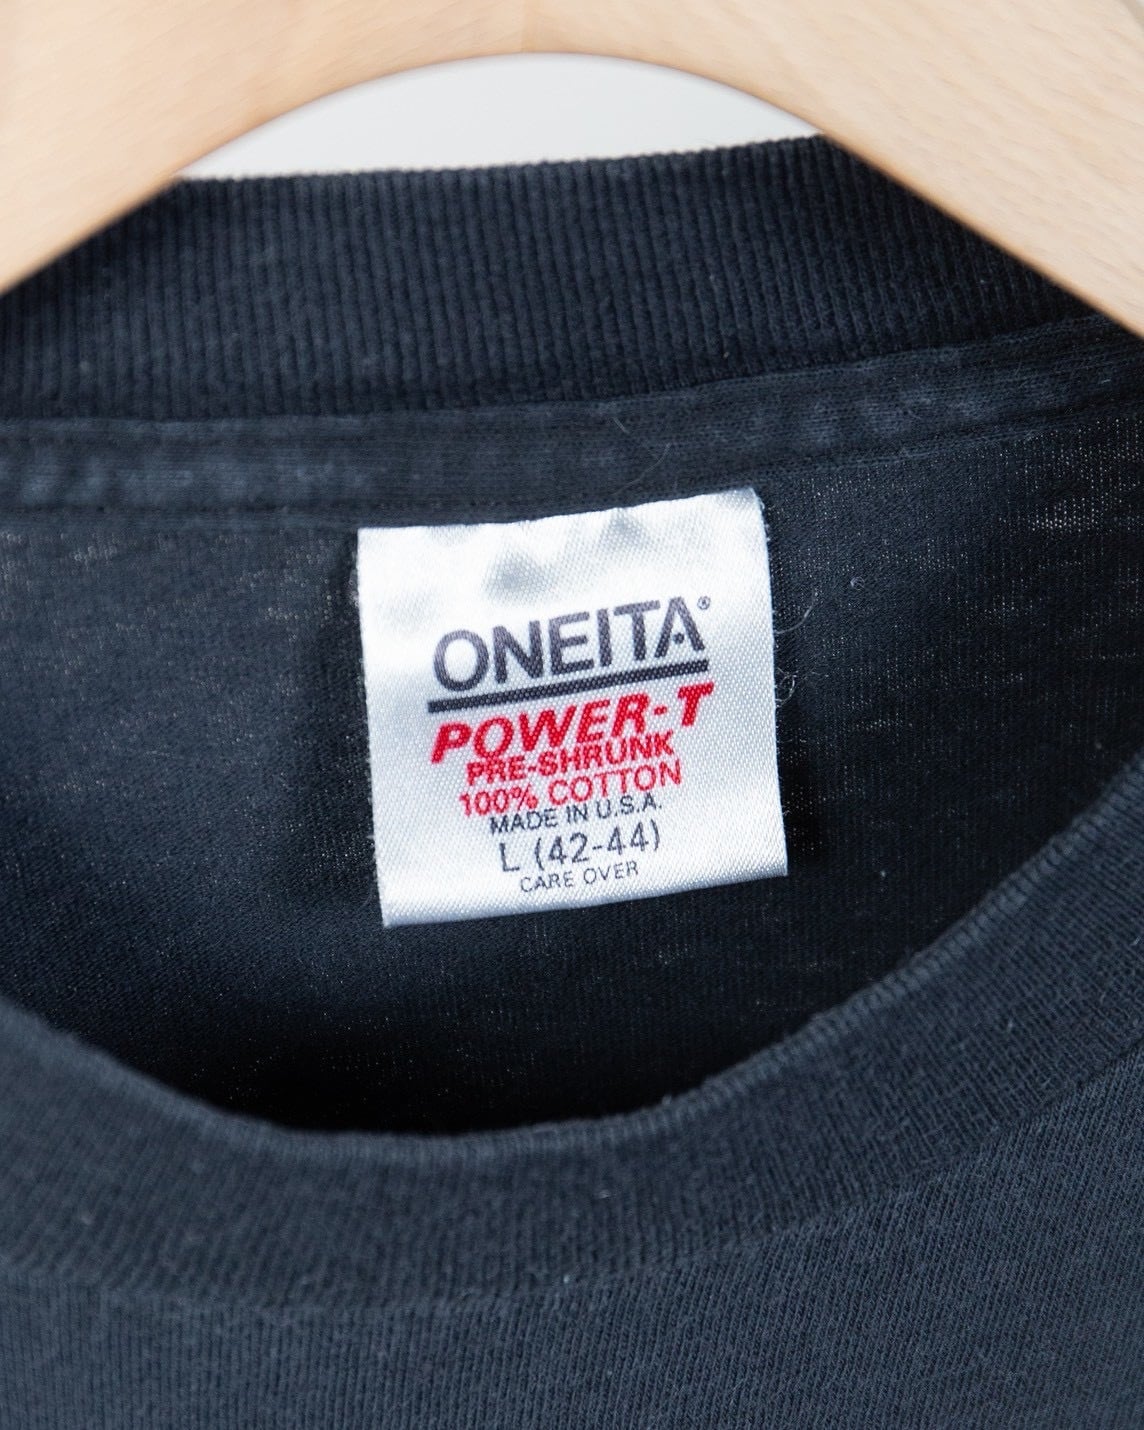 ONEITA®
POWER-T
PRE-SHRUNK
100% COTTON
MADE IN U.S.A.
L (42-44)
CARE OVER